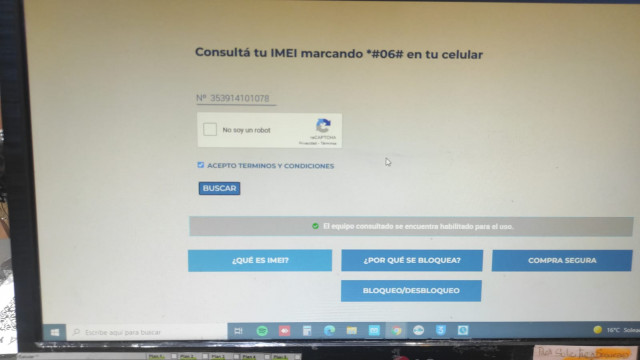 Consultá tu IMEI marcando *#06# en tu celular
Nº 353914101078
No soy un robot
reCAPTCHA
Privacidad - Términos
ACEPTO TERMINOS Y CONDICIONES
BUSCAR
El equipo consultado se encuentra habilitado para el uso.
¿QUÉ ES IMEI?
¿POR QUÉ SE BLOQUEA?
COMPRA SEGURA
BLOQUEO/DESBLOQUEO
Escribe aquí para buscar
16°C